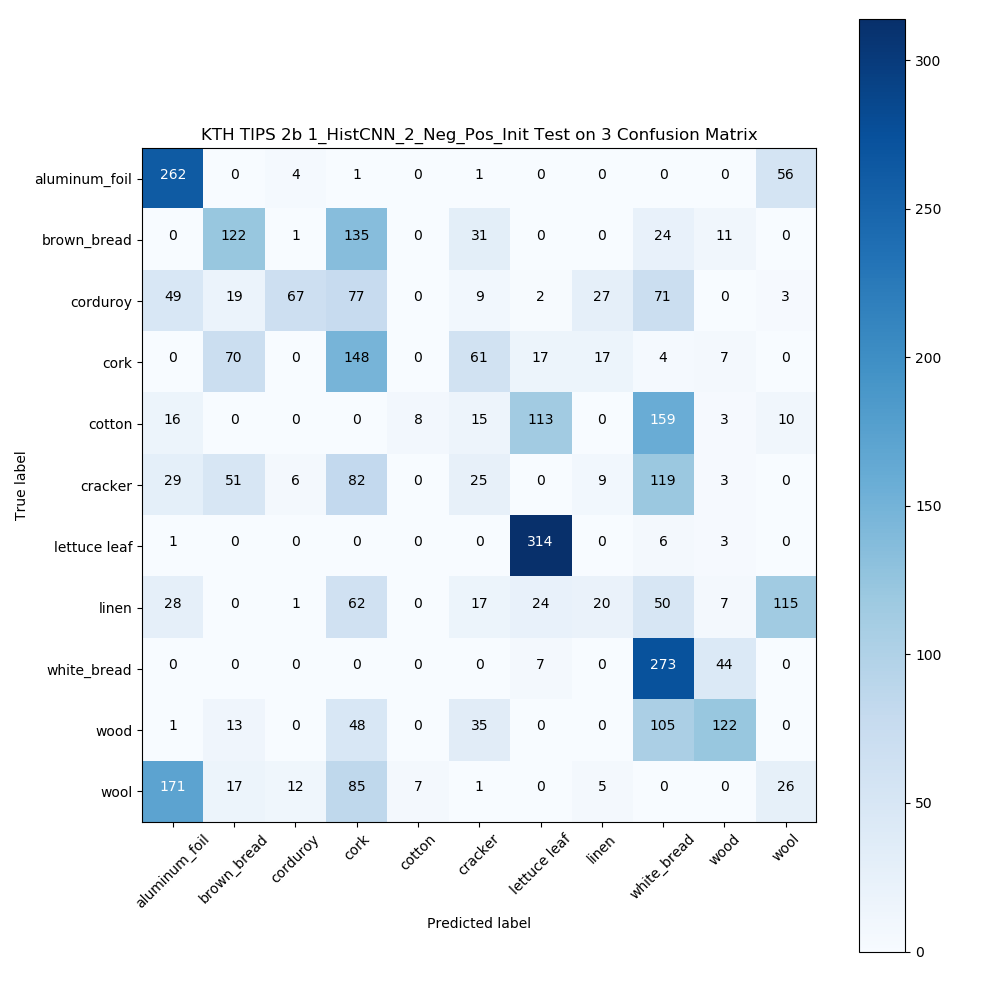 KTH TIPS 2b 1_HistCNN_2_Neg_Pos_Init Test on 3 Confusion Matrix
True label
aluminum_foil 262 0 4 1 0 1 0 0 0 0 56
brown_bread 0 122 1 135 0 31 0 0 24 11 0
corduroy 49 19 67 77 0 9 2 27 71 0 3
cork 0 70 0 148 0 61 17 17 4 7 0
cotton 16 0 0 0 8 15 113 0 159 3 10
cracker 29 51 6 82 0 25 0 9 119 3 0
lettuce leaf 1 0 0 0 0 0 314 0 6 3 0
linen 28 0 1 62 0 17 24 20 50 7 115
white_bread 0 0 0 0 0 0 7 0 273 44 0
wood 1 13 0 48 0 35 0 0 105 122 0
wool 171 17 12 85 7 1 0 5 0 0 26
aluminum_foil brown_bread corduroy cork cotton cracker lettuce leaf linen white_bread wood wool
Predicted label
300
250
200
150
100
50
0